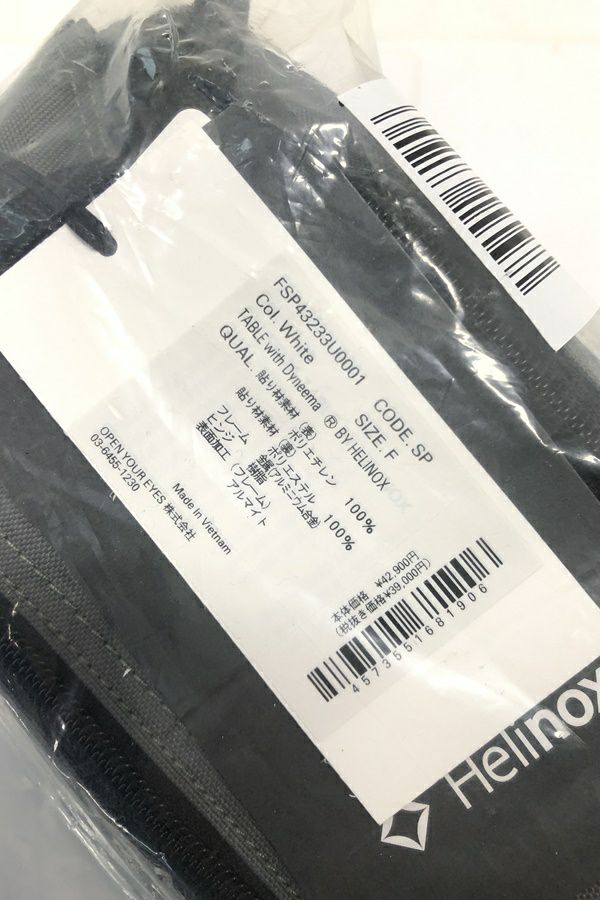 FSP43233U0001 CODE. SP
Col. White SIZE. F
TABLE with Dyneema ® BY HELINOX
QUAL. 貼り材素材 (表) ポリエチレン 100%
貼り材素材 (裏) ポリエステル 100%
フレーム 金属(アルミニウム合金)
ヒンジ 樹脂
表面加工 (フレーム) アルマイト
Made in Vietnam
OPEN YOUR EYES 株式会社
03-6455-1230
本体価格 ¥42,900円
(税抜き価格¥39,000円)
4573551681906
Helinox